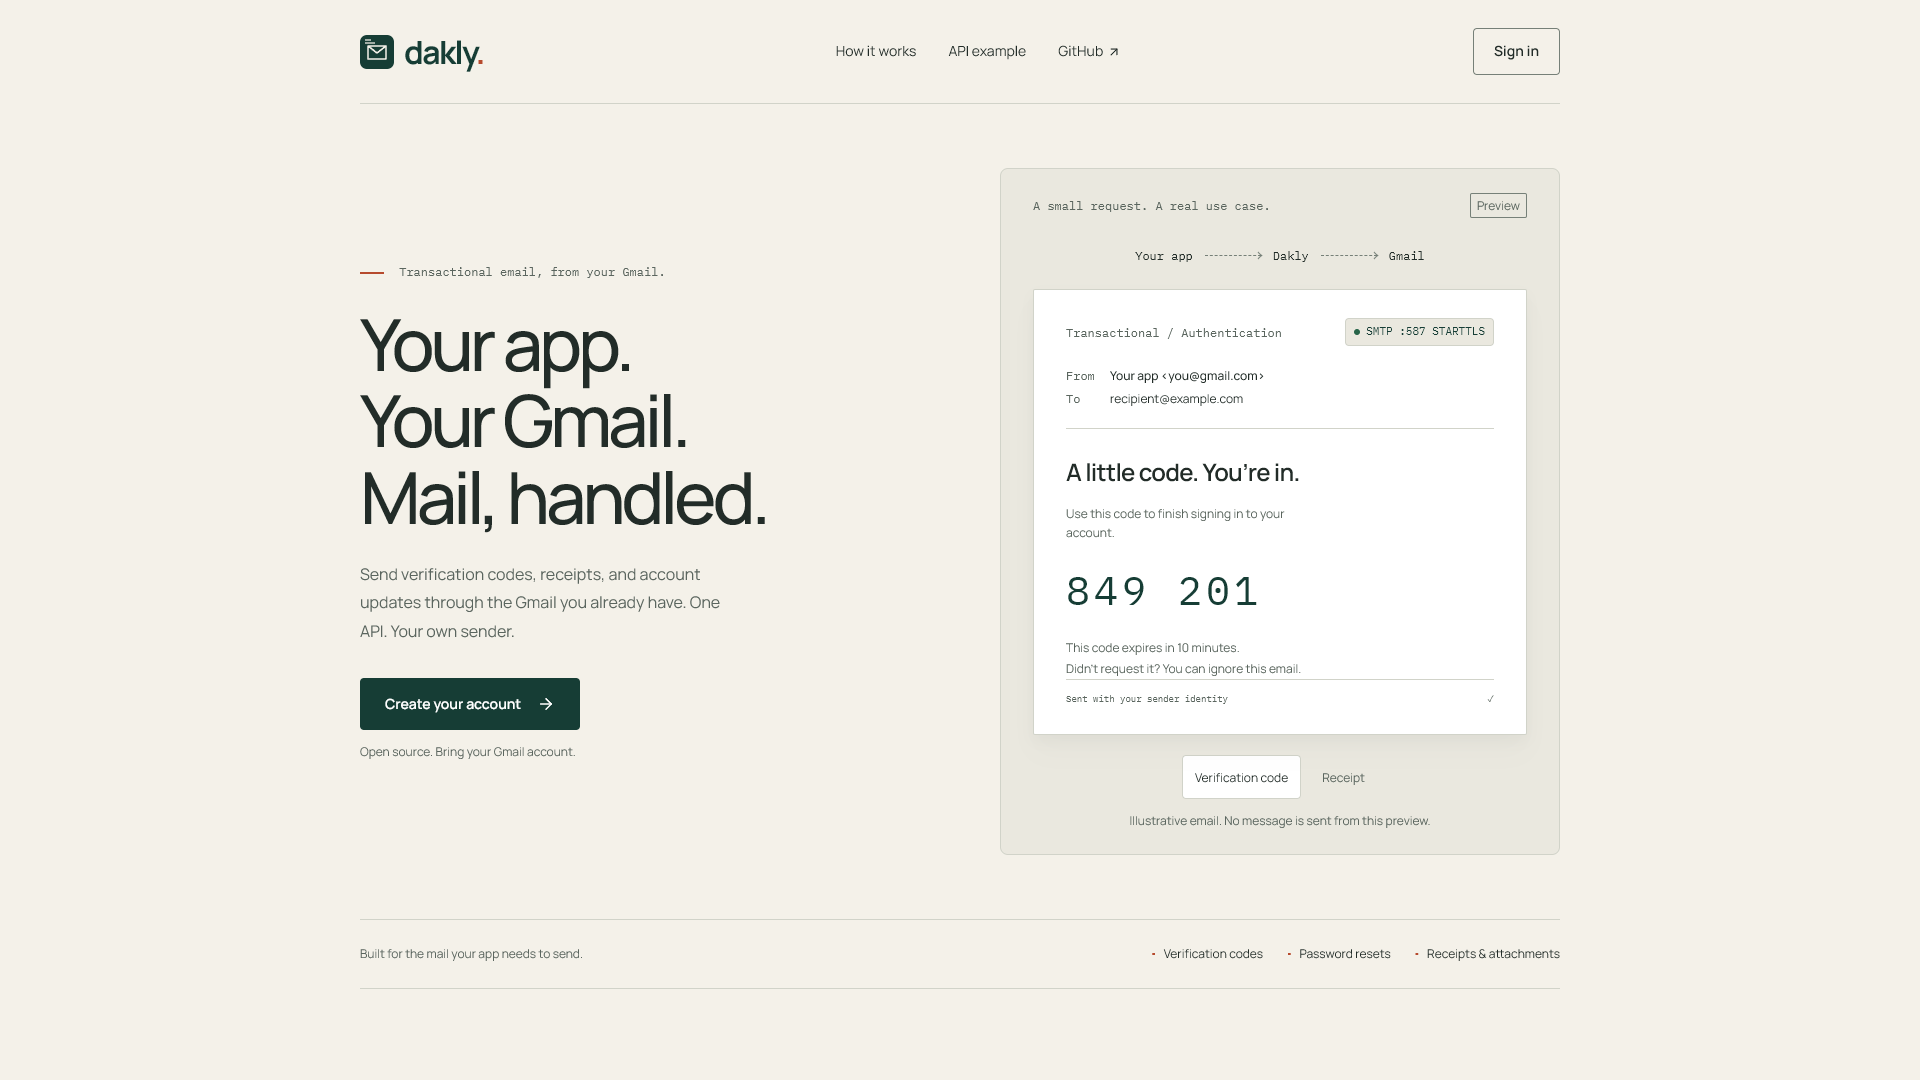 dakly.
How it works
API example
GitHub ↗
Sign in
Transactional email, from your Gmail.
Your app.
Your Gmail.
Mail, handled.
Send verification codes, receipts, and account
updates through the Gmail you already have. One
API. Your own sender.
Create your account →
Open source. Bring your Gmail account.
A small request. A real use case.
Preview
Your app → Dakly → Gmail
Transactional / Authentication
SMTP :587 STARTTLS
From Your app <you@gmail.com>
To recipient@example.com
A little code. You’re in.
Use this code to finish signing in to your
account.
849 201
This code expires in 10 minutes.
Didn’t request it? You can ignore this email.
Sent with your sender identity ✓
Verification code
Receipt
Illustrative email. No message is sent from this preview.
Built for the mail your app needs to send.
Verification codes
Password resets
Receipts & attachments